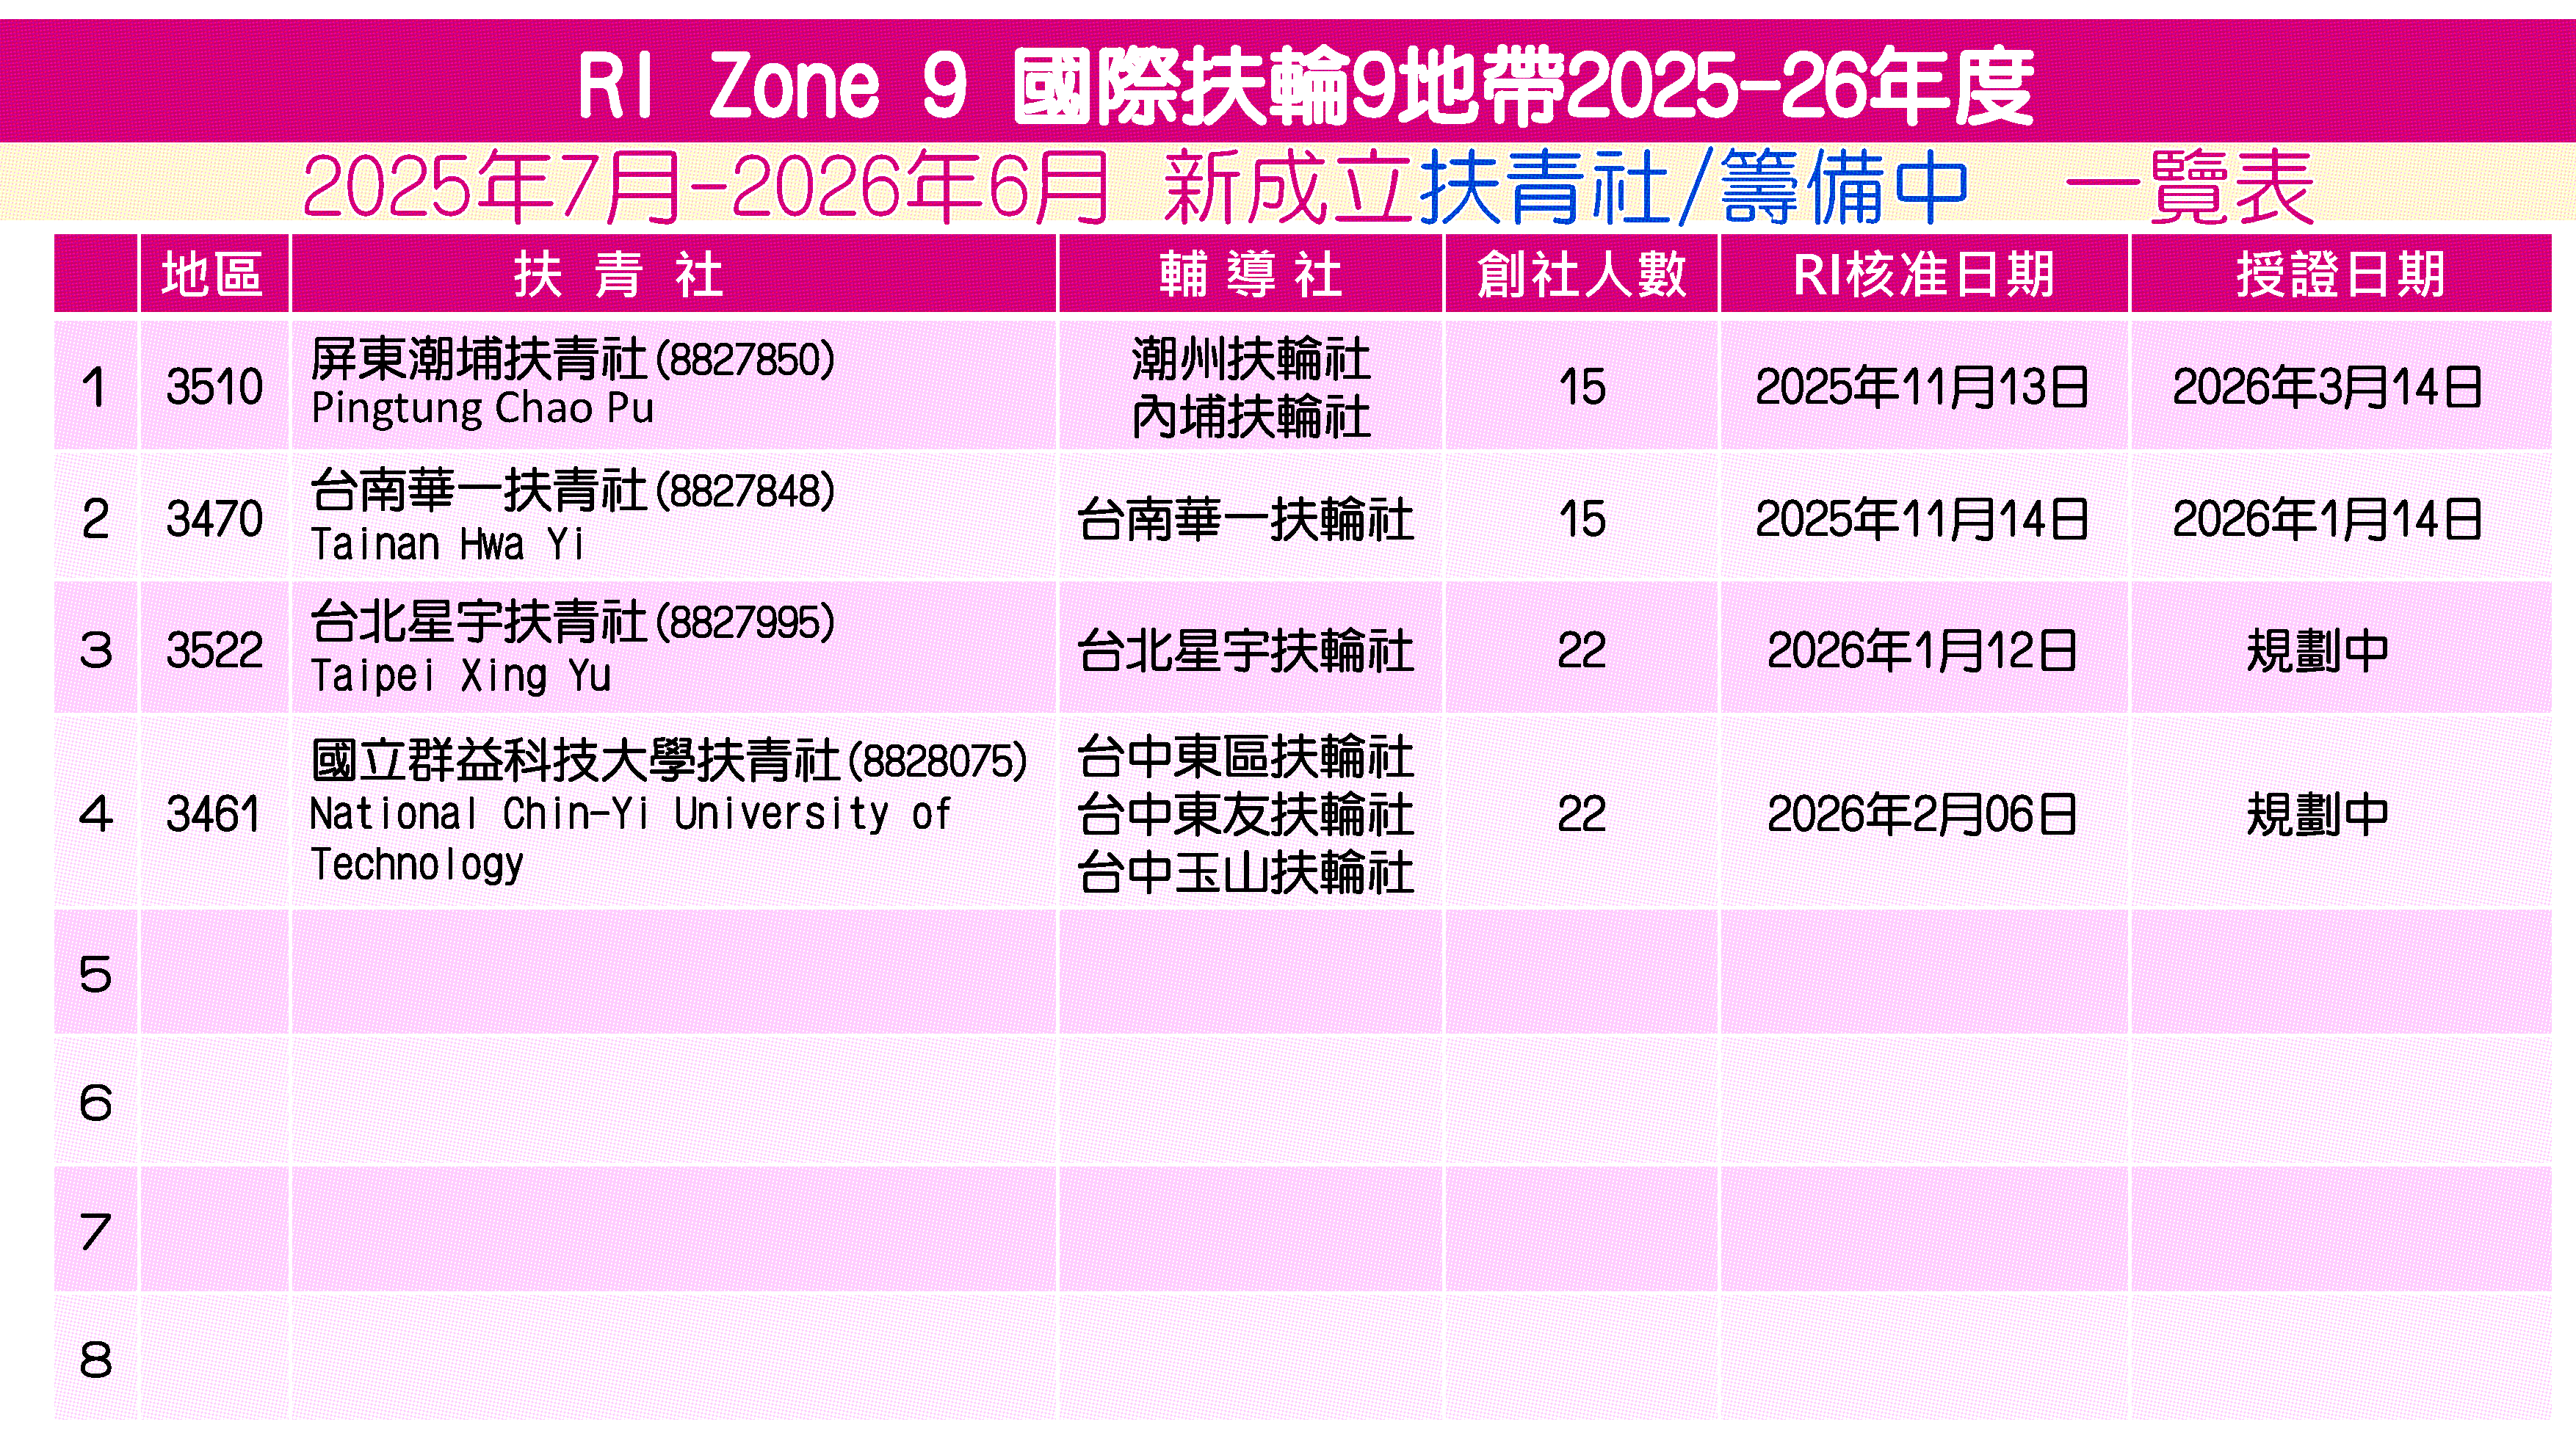 RI Zone 9 國際扶輪9地帶2025-26年度
2025年7月-2026年6月 新成立扶青社/籌備中 一覽表
地區 扶 青 社 輔 導 社 創社人數 RI核准日期 授證日期
1 3510 屏東潮埔扶青社(8827850) 潮州扶輪社 15 2025年11月13日 2026年3月14日
Pingtung Chao Pu 內埔扶輪社
2 3470 台南華一扶青社(8827848) 台南華一扶輪社 15 2025年11月14日 2026年1月14日
Tainan Hwa Yi
3 3522 台北星宇扶青社(8827995) 台北星宇扶輪社 22 2026年1月12日 規劃中
Taipei Xing Yu
國立群益科技大學扶青社(8828075) 台中東區扶輪社
4 3461 National Chin-Yi University of 台中東友扶輪社 22 2026年2月06日 規劃中
Technology 台中玉山扶輪社
5
6
7
8